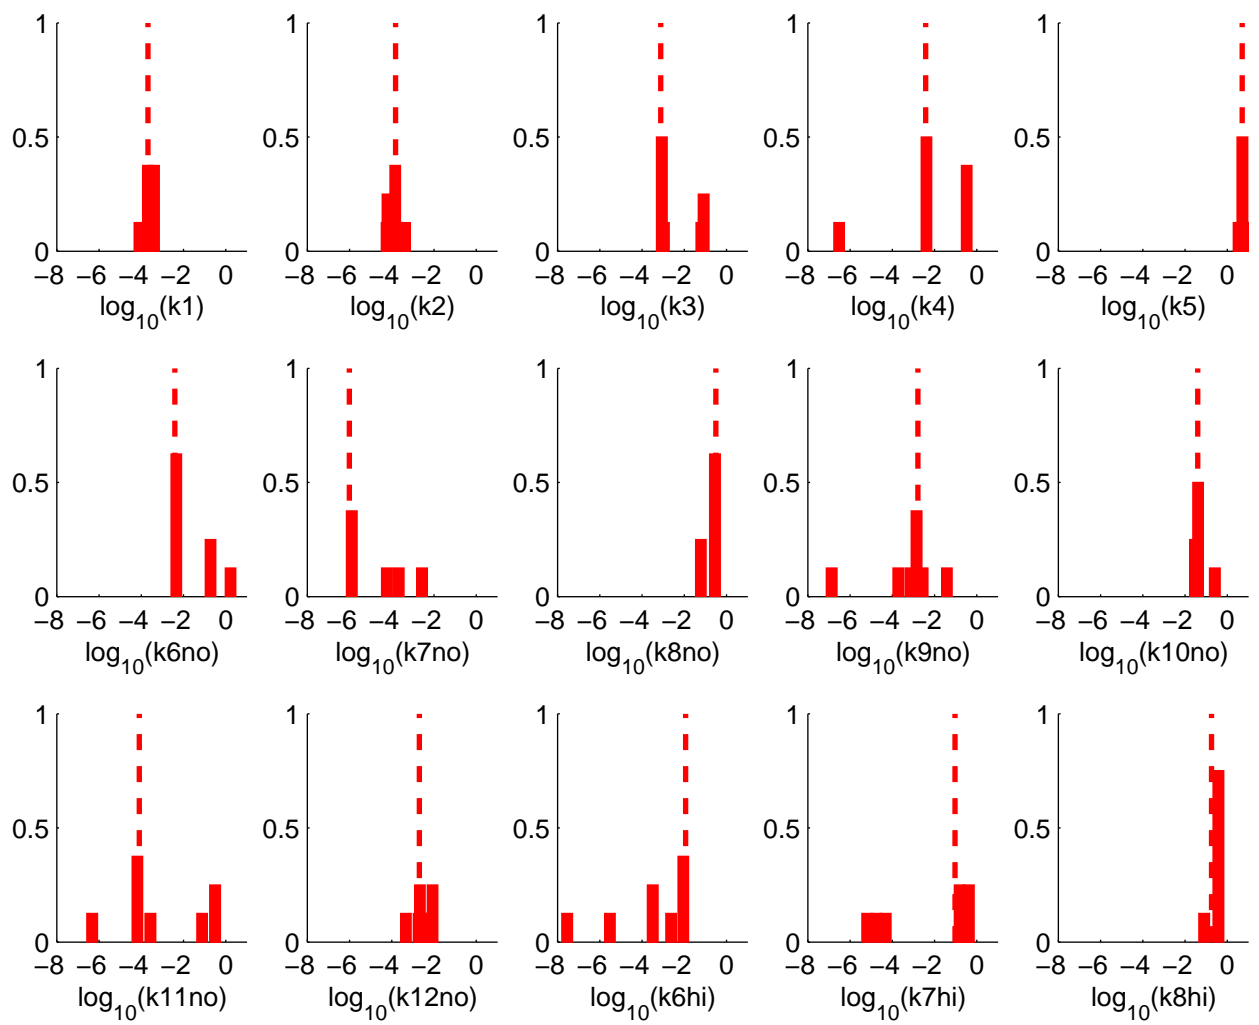 1 1 1 1 1
0.5 0.5 0.5 0.5 0.5
0 0 0 0 0
−8 −6 −4 −2 0 −8 −6 −4 −2 0 −8 −6 −4 −2 0 −8 −6 −4 −2 0 −8 −6 −4 −2 0
log10(k1) log10(k2) log10(k3) log10(k4) log10(k5)
1 1 1 1 1
0.5 0.5 0.5 0.5 0.5
0 0 0 0 0
−8 −6 −4 −2 0 −8 −6 −4 −2 0 −8 −6 −4 −2 0 −8 −6 −4 −2 0 −8 −6 −4 −2 0
log10(k6no) log10(k7no) log10(k8no) log10(k9no) log10(k10no)
1 1 1 1 1
0.5 0.5 0.5 0.5 0.5
0 0 0 0 0
−8 −6 −4 −2 0 −8 −6 −4 −2 0 −8 −6 −4 −2 0 −8 −6 −4 −2 0 −8 −6 −4 −2 0
log10(k11no) log10(k12no) log10(k6hi) log10(k7hi) log10(k8hi)